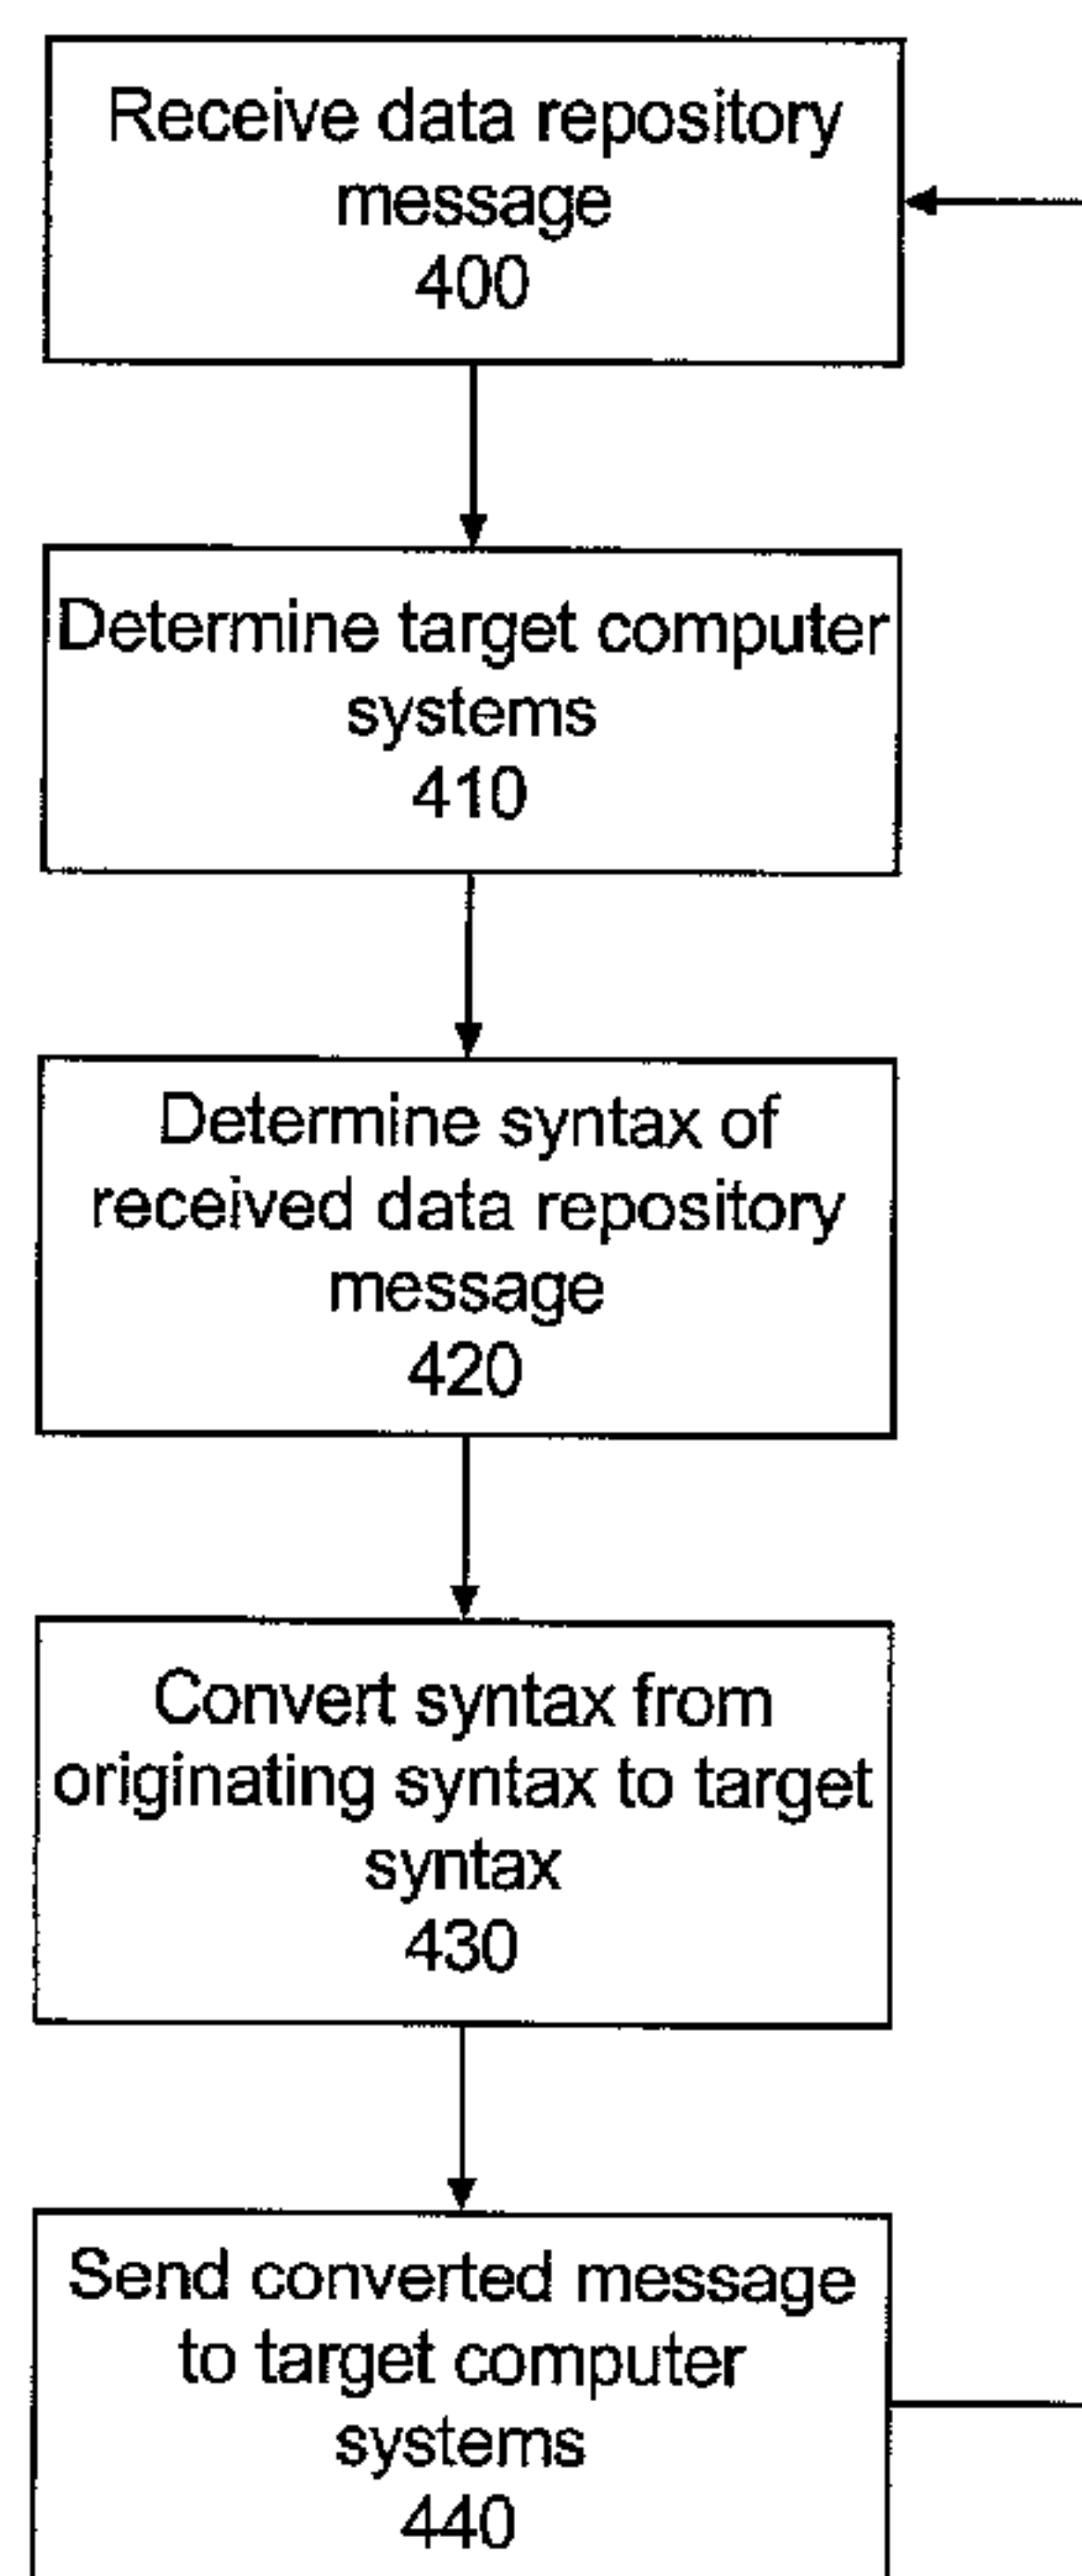 Receive data repository
message
400
Determine target computer
systems
410
Determine syntax of
received data repository
message
420
Convert syntax from
originating syntax to target
syntax
430
Send converted message
to target computer
systems
440